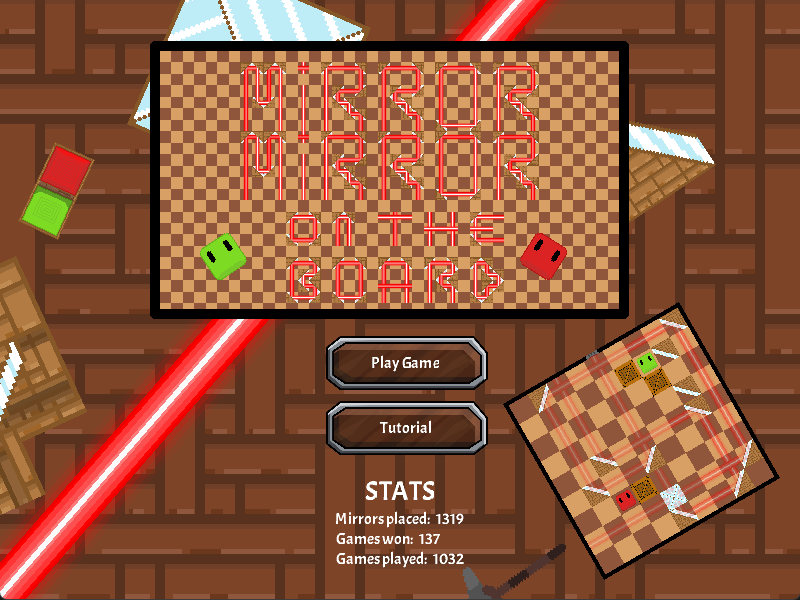 MIRROR
MIRROR
ON THE
BOARD
Play Game
Tutorial
STATS
Mirrors placed: 1319
Games won: 137
Games played: 1032